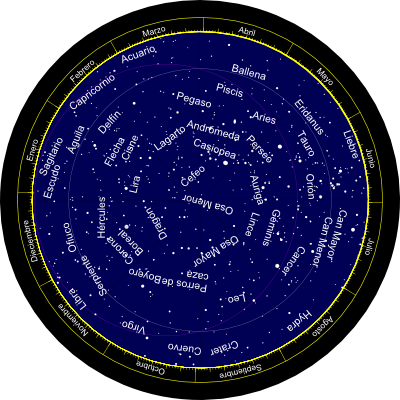 Marzo
Abril
Mayo
Junio
Julio
Agosto
Septiembre
Octubre
Noviembre
Diciembre
Enero
Febrero
Acuario
Capricornio
Ballena
Piscis
Pegaso
Aries
Eridanus
Liebre
Delfín
Lagarto
Andromeda
Casiopea
Perseo
Tauro
Aguila
Cisne
Flecha
Sagitario
Escudo
Lira
Cefeo
Osa Menor
Auriga
Orión
Hércules
Dragón
Lince
Geminis
Can Mayor
Can Menor
Ofiuco
Corona
Boreal
Osa Mayor
Cancer
Serpiente
Boyero
Perros de
caza
Leo
Libra
Virgo
Cuervo
Cráter
Hydra